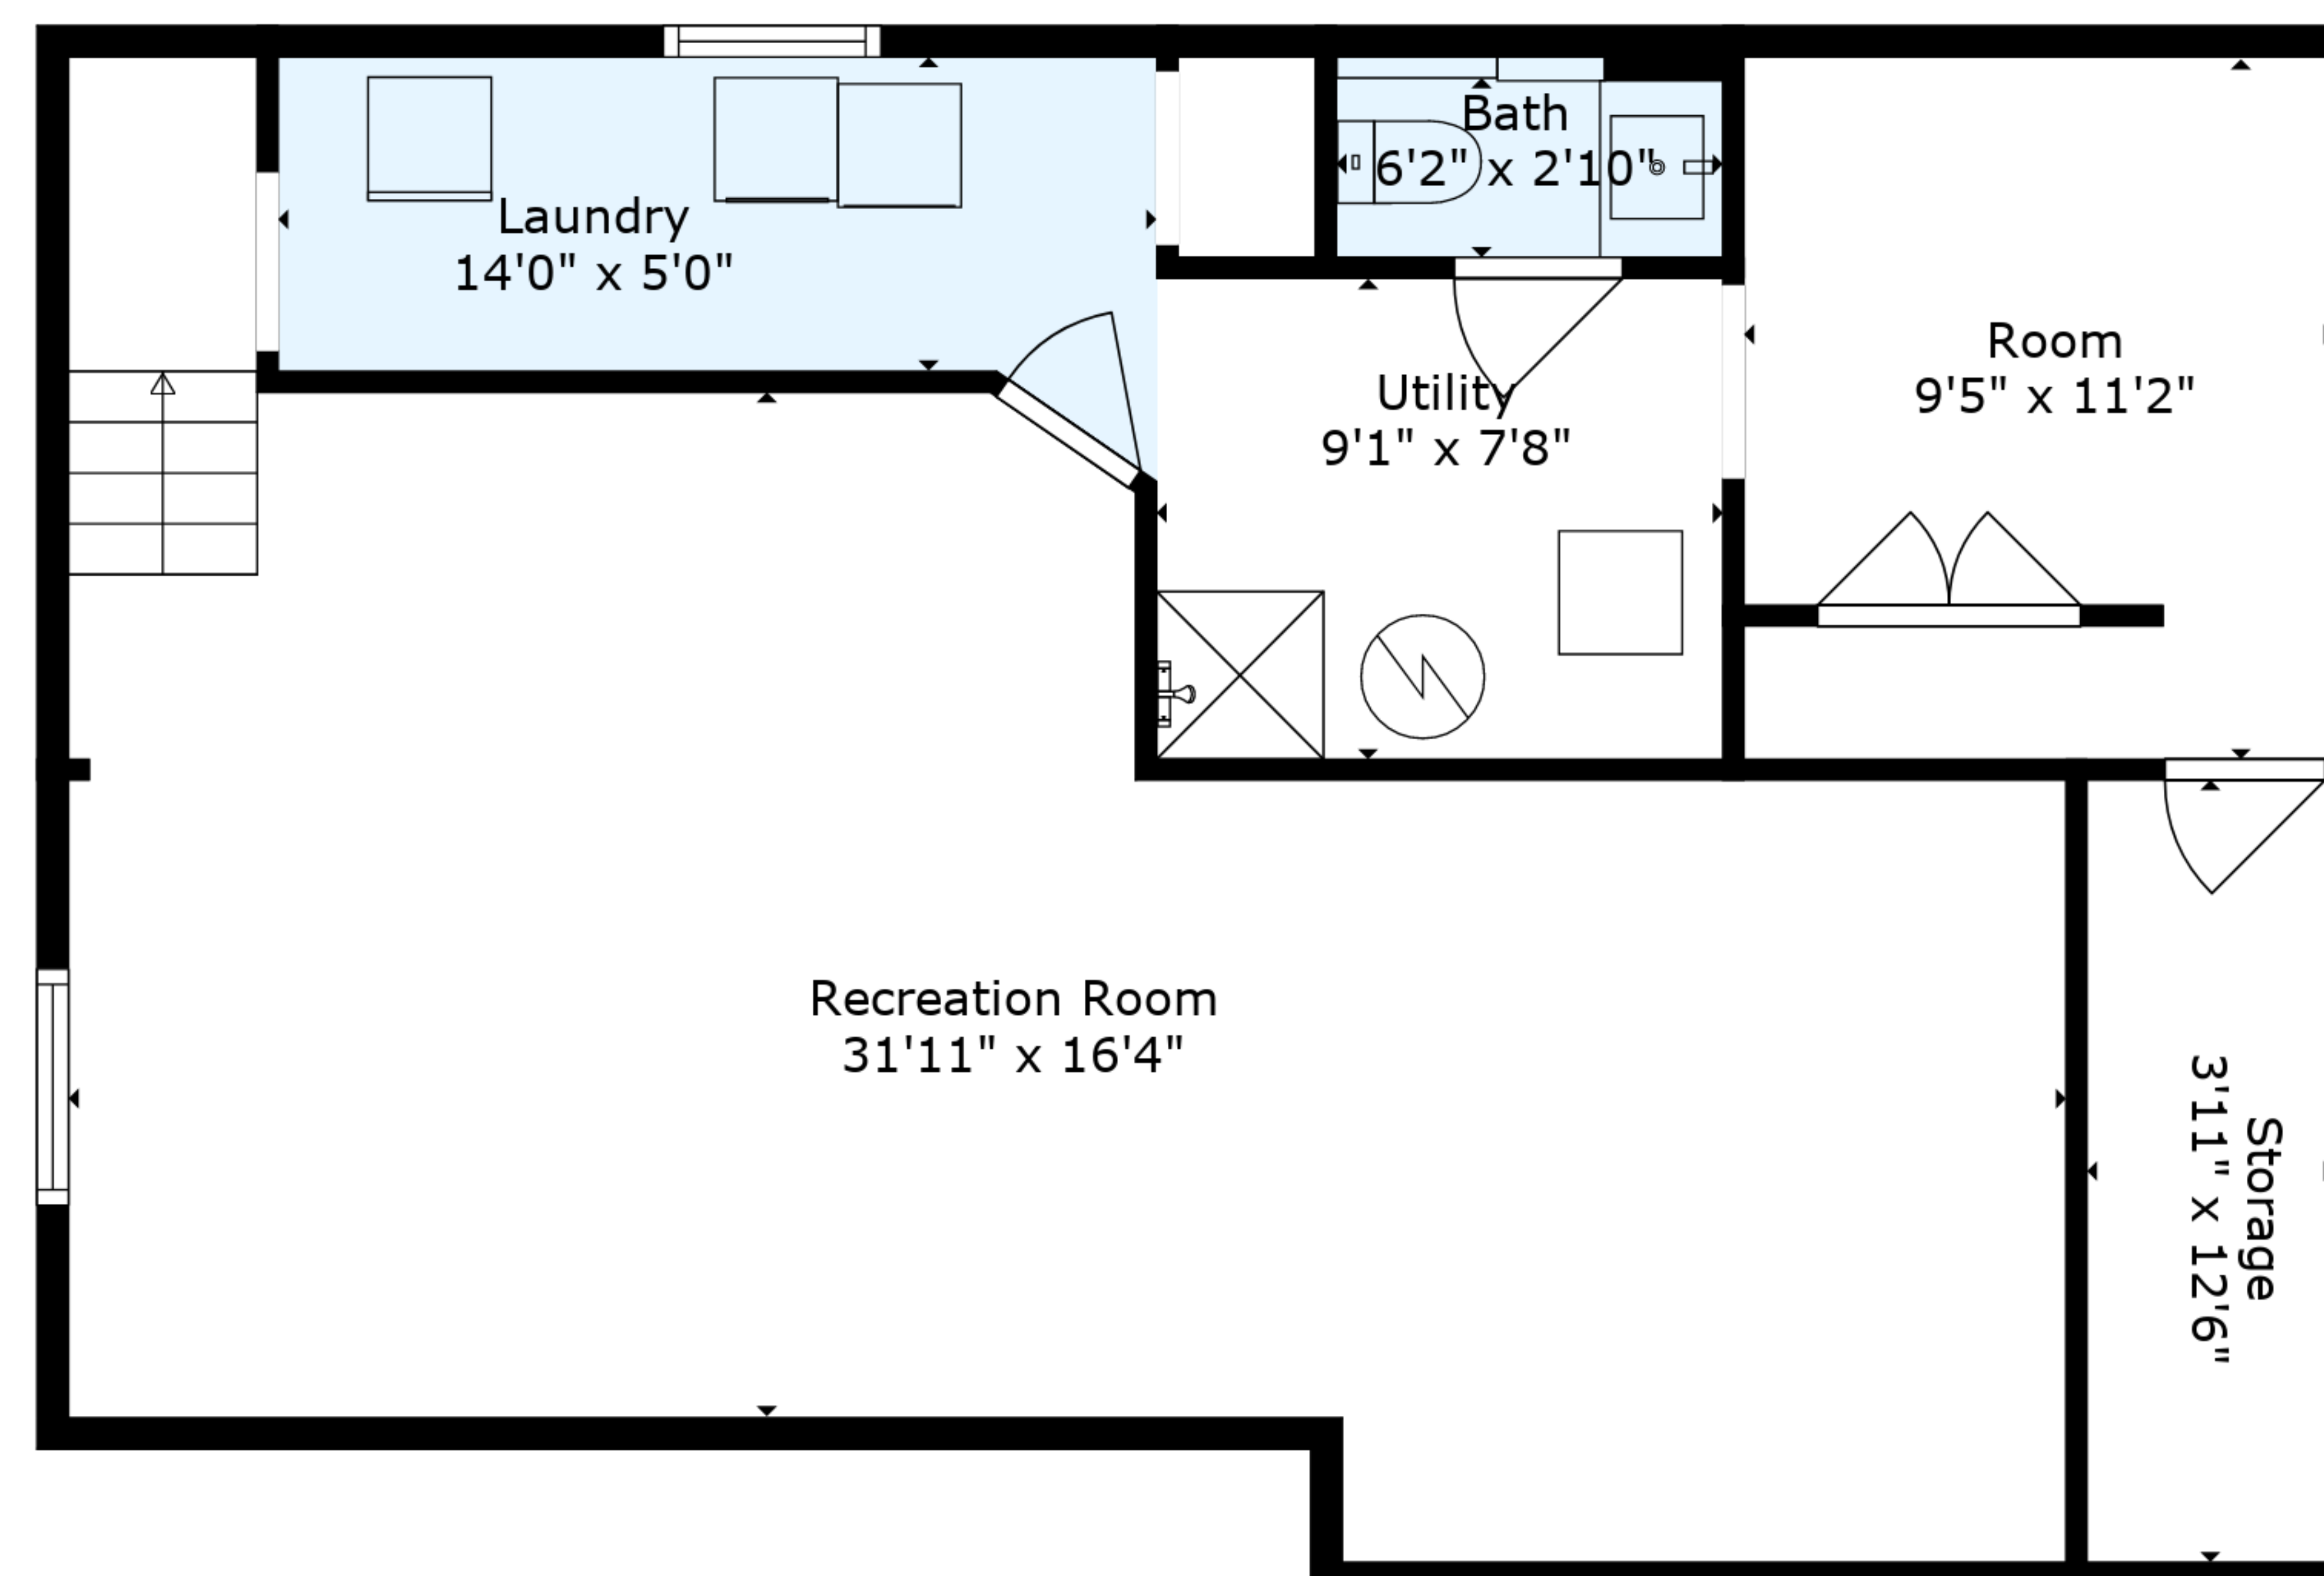 Laundry
14'0" x 5'0"
Bath
6'2" x 2'10"
Utility
9'1" x 7'8"
Room
9'5" x 11'2"
Recreation Room
31'11" x 16'4"
Storage
3'11" x 12'6"